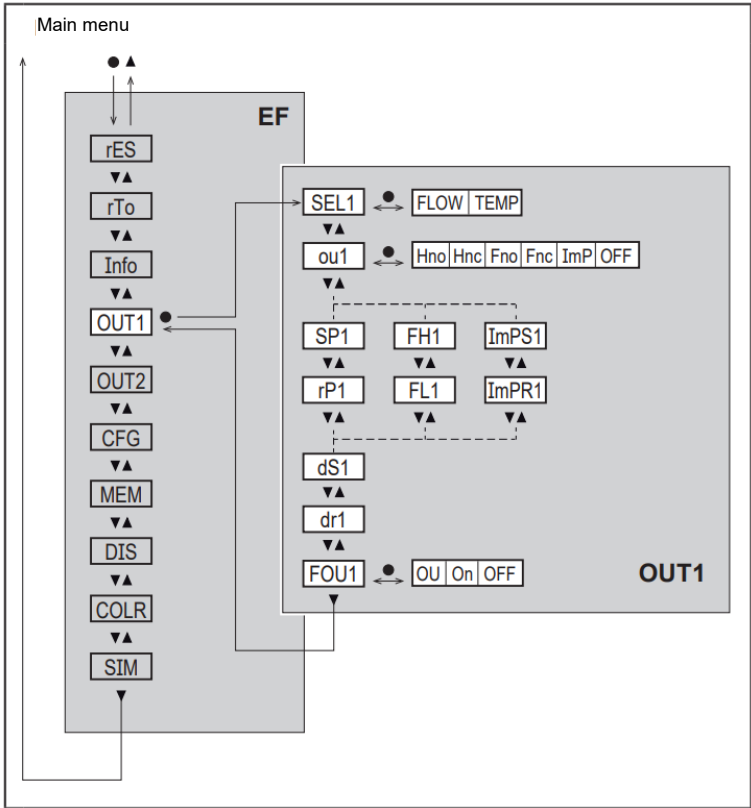 Main menu
EF
rES
rTo
Info
OUT1
OUT2
CFG
MEM
DIS
COLR
SIM
SEL1 FLOW TEMP
ou1 Hno Hnc Fno Fnc ImP OFF
SP1 FH1 ImPS1
rP1 FL1 ImPR1
dS1
dr1
FOU1 OU On OFF
OUT1